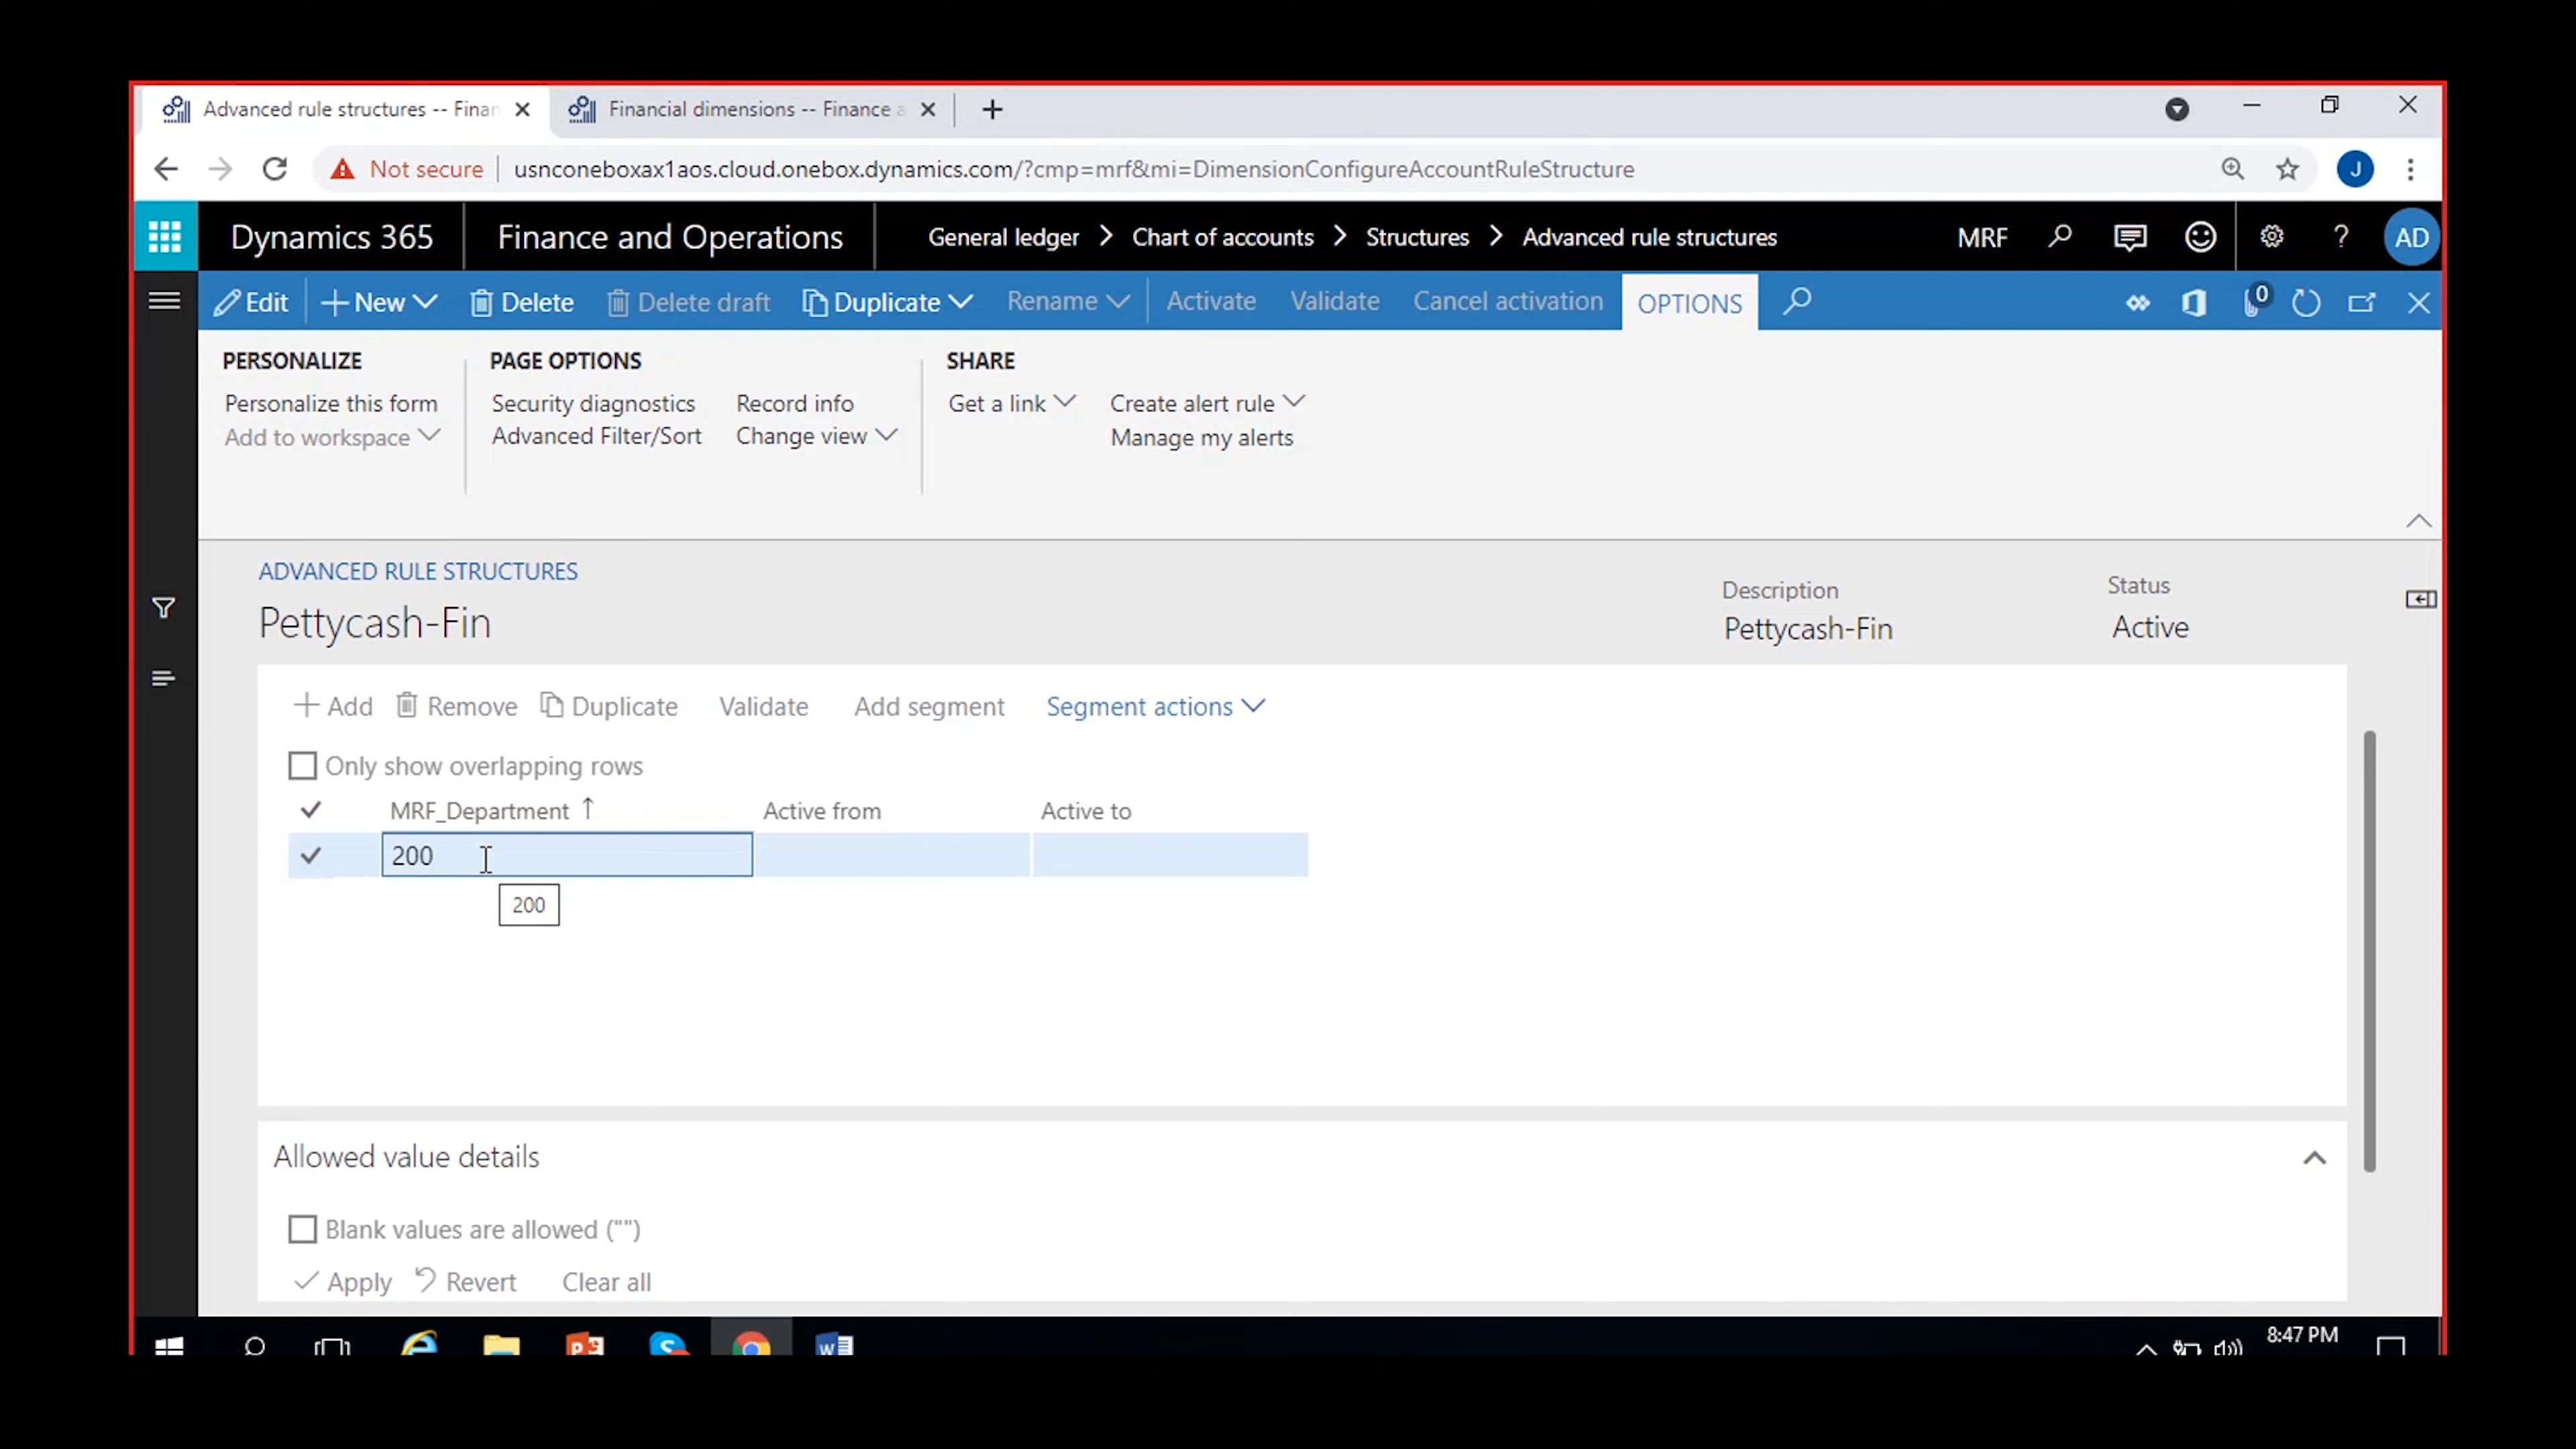 Advanced rule structures -- Finan
Financial dimensions -- Finance a
Not secure
usnconeboxax1aos.cloud.onebox.dynamics.com/?cmp=mrf&mi=DimensionConfigureAccountRuleStructure
J
Dynamics 365
Finance and Operations
General ledger > Chart of accounts > Structures > Advanced rule structures
MRF
?
AD
Edit
+ New
Delete
Delete draft
Duplicate
Rename
Activate
Validate
Cancel activation
OPTIONS
0
PERSONALIZE
Personalize this form
Add to workspace
PAGE OPTIONS
Security diagnostics
Record info
Advanced Filter/Sort
Change view
SHARE
Get a link
Create alert rule
Manage my alerts
ADVANCED RULE STRUCTURES
Pettycash-Fin
Description
Pettycash-Fin
Status
Active
+ Add
Remove
Duplicate
Validate
Add segment
Segment actions
Only show overlapping rows
MRF_Department ↑
Active from
Active to
200
200
Allowed value details
Blank values are allowed ("")
Apply
Revert
Clear all
8:47 PM